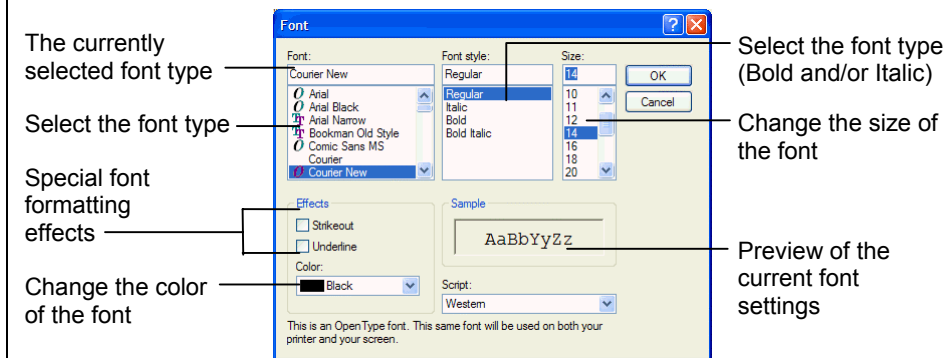 The currently
selected font type
Select the font type
Special font
formatting
effects
Change the color
of the font
Font
Font:
Courier New
Arial
Arial Black
Arial Narrow
Bookman Old Style
Comic Sans MS
Courier
Courier New
Font style:
Regular
Regular
Italic
Bold
Bold Italic
Size:
14
10
11
12
14
16
18
20
OK
Cancel
Effects
Strikeout
Underline
Color:
Black
Sample
AaBbYyZz
Script:
Western
This is an OpenType font. This same font will be used on both your
printer and your screen.
Select the font type
(Bold and/or Italic)
Change the size of
the font
Preview of the
current font
settings